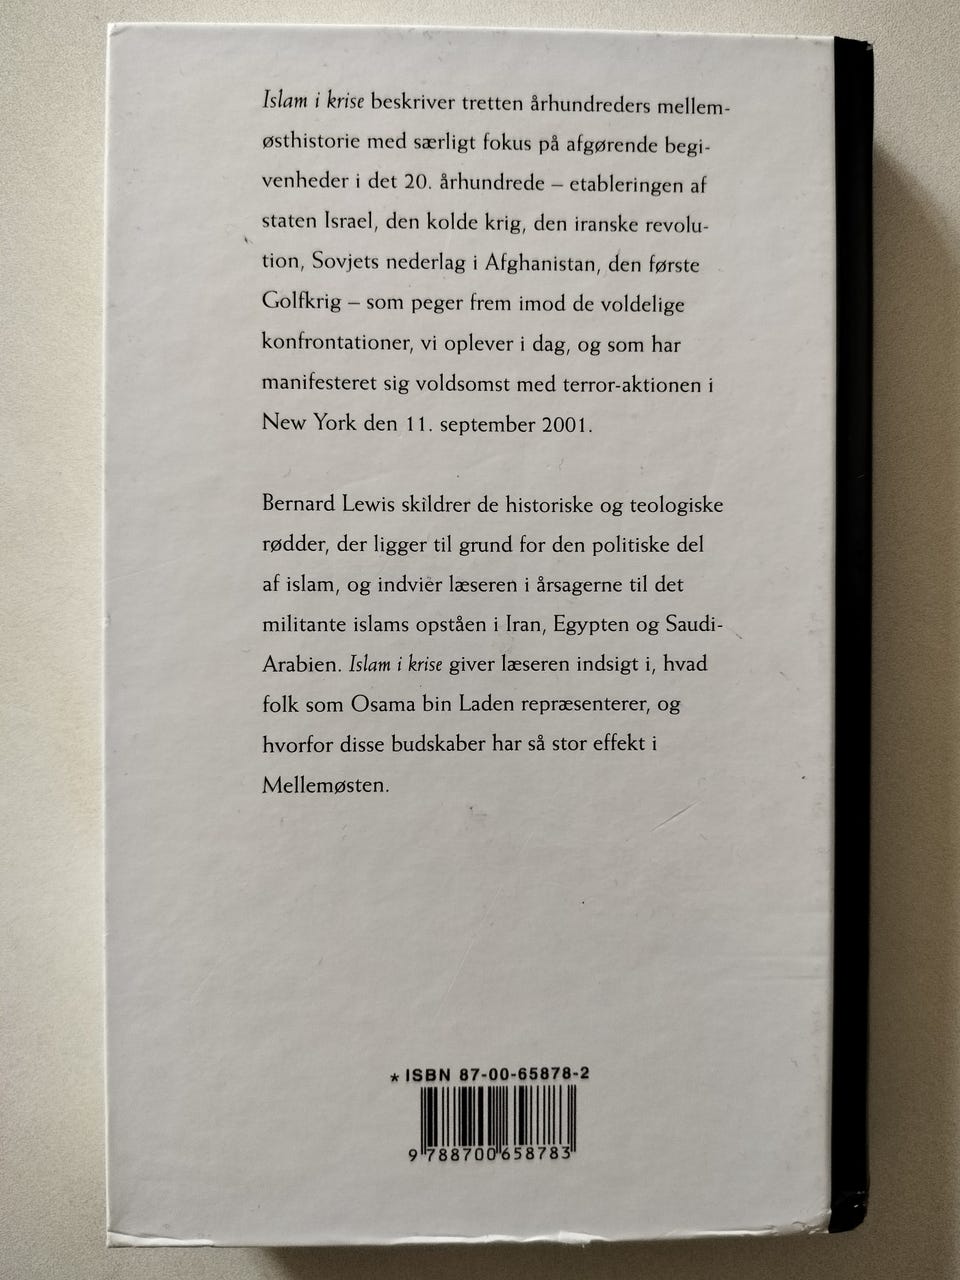 Islam i krise beskriver tretten århundreders mellem-
østhistorie med særligt fokus på afgørende begi-
venheder i det 20. århundrede – etableringen af
staten Israel, den kolde krig, den iranske revolu-
tion, Sovjets nederlag i Afghanistan, den første
Golfkrig – som peger frem imod de voldelige
konfrontationer, vi oplever i dag, og som har
manifesteret sig voldsomst med terror-aktionen i
New York den 11. september 2001.
Bernard Lewis skildrer de historiske og teologiske
rødder, der ligger til grund for den politiske del
af islam, og indvier læseren i årsagerne til det
militante islams opståen i Iran, Egypten og Saudi-
Arabien. Islam i krise giver læseren indsigt i, hvad
folk som Osama bin Laden repræsenterer, og
hvorfor disse budskaber har så stor effekt i
Mellemøsten.
* ISBN 87-00-65878-2
9 788700 658783